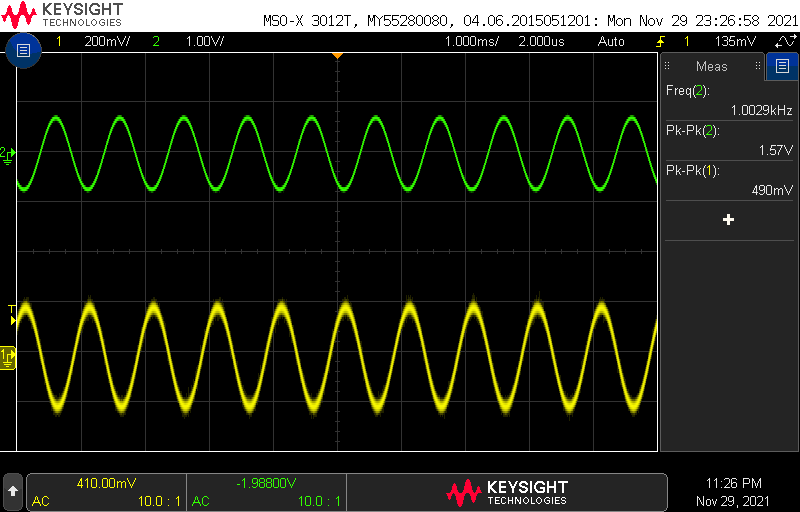 KEYSIGHT
TECHNOLOGIES
MSO-X 3012T, MY55280080, 04.06.2015051201: Mon Nov 29 23:26:58 2021
1 200mV/ 2 1.00V/ 1.000ms/ 2.000us Auto 1 135mV
Meas
Freq(2):
1.0029kHz
Pk-Pk(2):
1.57V
Pk-Pk(1):
490mV
2
T
1
410.00mV -1.98800V
AC 10.0 : 1 AC 10.0 : 1
KEYSIGHT
TECHNOLOGIES
11:26 PM
Nov 29, 2021